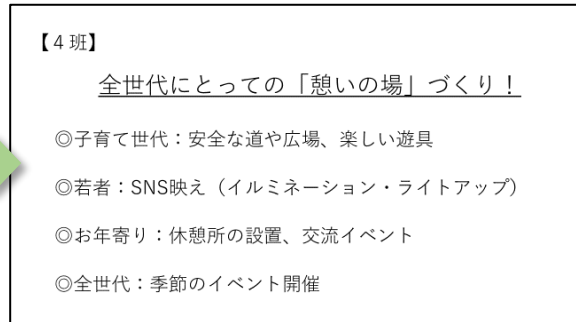 【４班】
全世代にとっての「憩いの場」づくり！
◎子育て世代：安全な道や広場、楽しい遊具
◎若者：SNS映え（イルミネーション・ライトアップ）
◎お年寄り：休憩所の設置、交流イベント
◎全世代：季節のイベント開催